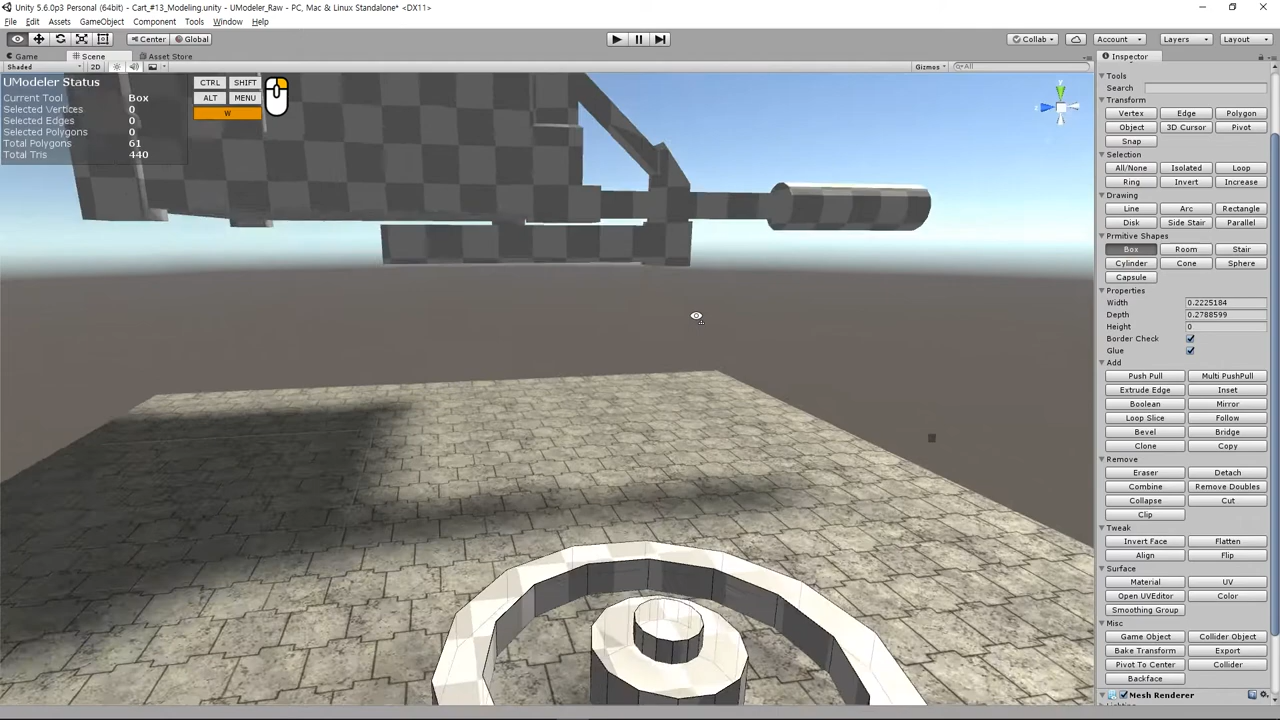 Unity 5.6.0p3 Personal (64bit) - Cart_#13_Modeling.unity - UModeler_Raw - PC, Mac & Linux Standalone* <DX11>
File Edit Assets GameObject Component Tools Window Help
Center Global Collab Account Layers Layout
Game Scene Asset Store Inspector
Shaded 2D Gizmos All
UModeler Status
Current Tool Box
Selected Vertices 0
Selected Edges 0
Selected Polygons 0
Total Polygons 61
Total Tris 440
CTRL SHIFT
ALT MENU
W
y
z
Tools
Search
Transform
Vertex Edge Polygon
Object 3D Cursor Pivot
Snap
Selection
All/None Isolated Loop
Ring Invert Increase
Drawing
Line Arc Rectangle
Disk Side Stair Parallel
Prmitive Shapes
Box Room Stair
Cylinder Cone Sphere
Capsule
Properties
Width 0.2225184
Depth 0.2788599
Height 0
Border Check
Glue
Add
Push Pull Multi PushPull
Extrude Edge Inset
Boolean Mirror
Loop Slice Follow
Bevel Bridge
Clone Copy
Remove
Eraser Detach
Combine Remove Doubles
Collapse Cut
Clip
Tweak
Invert Face Flatten
Align Flip
Surface
Material UV
Open UVEditor Color
Smoothing Group
Misc
Game Object Collider Object
Bake Transform Export
Pivot To Center Collider
Backface
Mesh Renderer